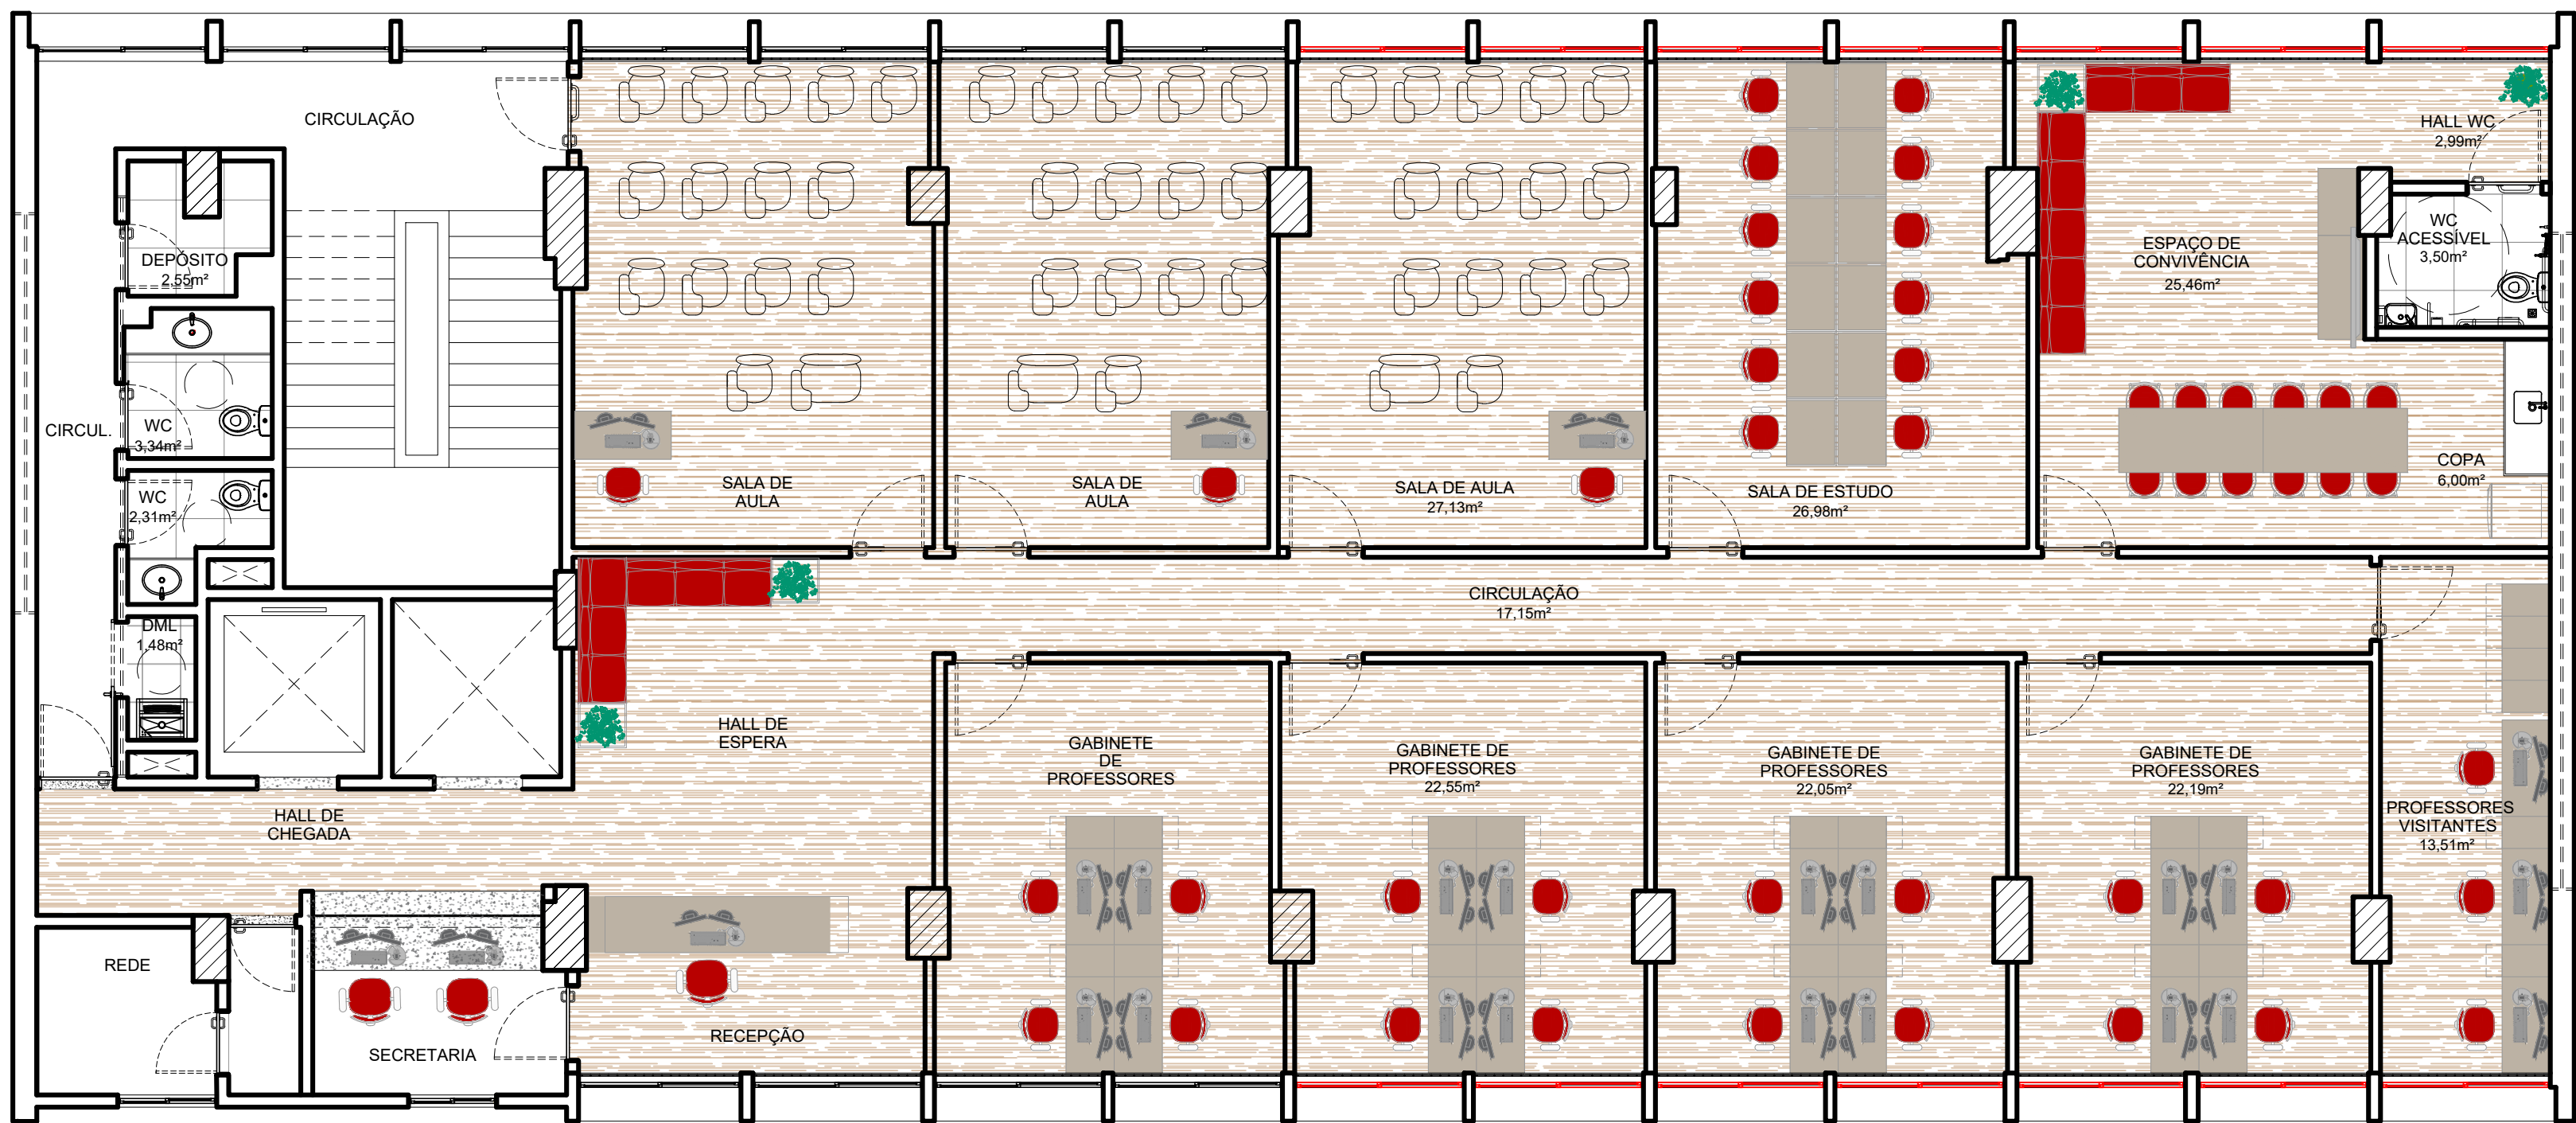 CIRCULAÇÃO
HALL WC
2,99m²
WC
ACESSÍVEL
3,50m²
DEPÓSITO
2,55m²
ESPAÇO DE
CONVIVÊNCIA
25,46m²
CIRCUL.
WC
3,34m²
WC
2,31m²
SALA DE
AULA
SALA DE
AULA
SALA DE AULA
27,13m²
SALA DE ESTUDO
26,98m²
COPA
6,00m²
CIRCULAÇÃO
17,15m²
DML
1,48m²
HALL DE
ESPERA
GABINETE
DE
PROFESSORES
GABINETE DE
PROFESSORES
22,55m²
GABINETE DE
PROFESSORES
22,05m²
GABINETE DE
PROFESSORES
22,19m²
PROFESSORES
VISITANTES
13,51m²
HALL DE
CHEGADA
REDE
SECRETARIA
RECEPÇÃO